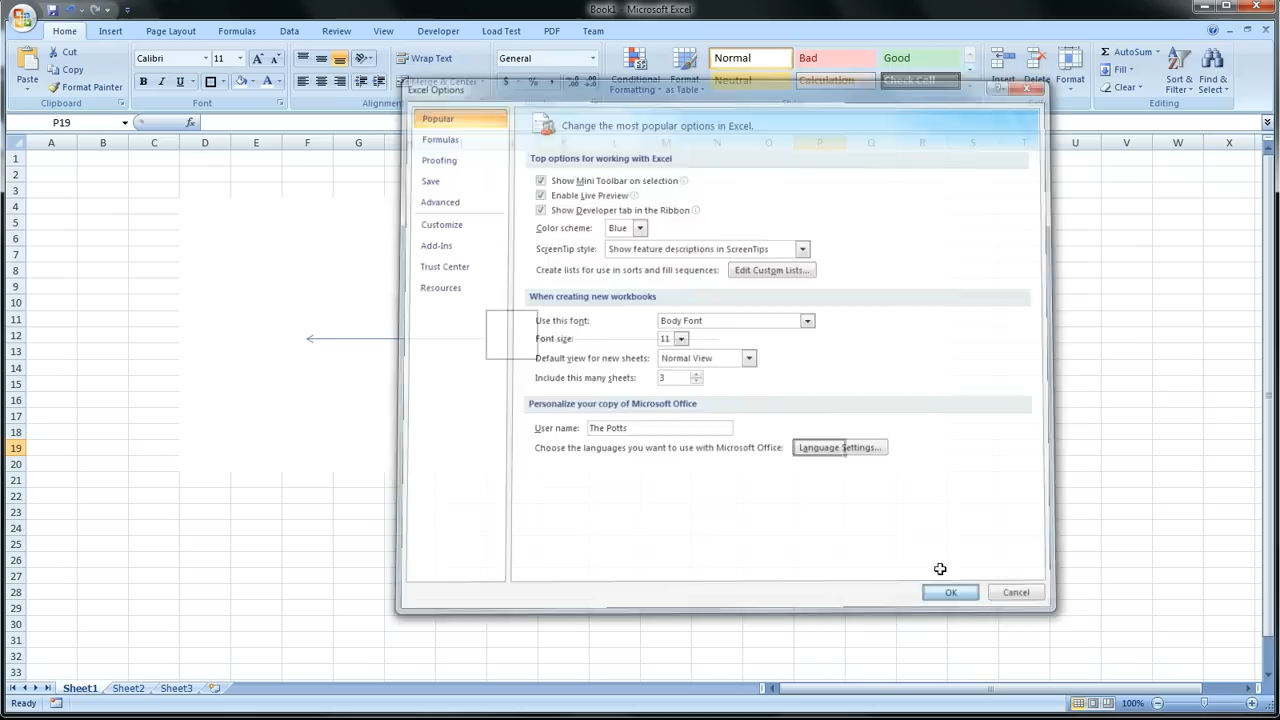 Book1 - Microsoft Excel
Home Insert Page Layout Formulas Data Review View Developer Load Test PDF Team
Cut Calibri 11 Wrap Text General Normal Bad Good AutoSum
Paste Copy Conditional Format Insert Delete Format Fill Sort & Find &
Format Painter Merge & Center Formatting as Table Neutral Calculation Check Cell Clear Filter Select
Clipboard Font Alignment Editing
P19
A B C D E F G M N O P Q R S T U V W X
Excel Options
Popular
Formulas
Proofing
Save
Advanced
Customize
Add-Ins
Trust Center
Resources
Change the most popular options in Excel.
Top options for working with Excel
Show Mini Toolbar on selection
Enable Live Preview
Show Developer tab in the Ribbon
Color scheme: Blue
ScreenTip style: Show feature descriptions in ScreenTips
Create lists for use in sorts and fill sequences: Edit Custom Lists...
When creating new workbooks
Use this font: Body Font
Font size: 11
Default view for new sheets: Normal View
Include this many sheets: 3
Personalize your copy of Microsoft Office
User name: The Potts
Choose the languages you want to use with Microsoft Office: Language Settings...
OK Cancel
1
2
3
4
5
6
7
8
9
10
11
12
13
14
15
16
17
18
19
20
21
22
23
24
25
26
27
28
29
30
31
32
33
Sheet1 Sheet2 Sheet3
Ready 100%